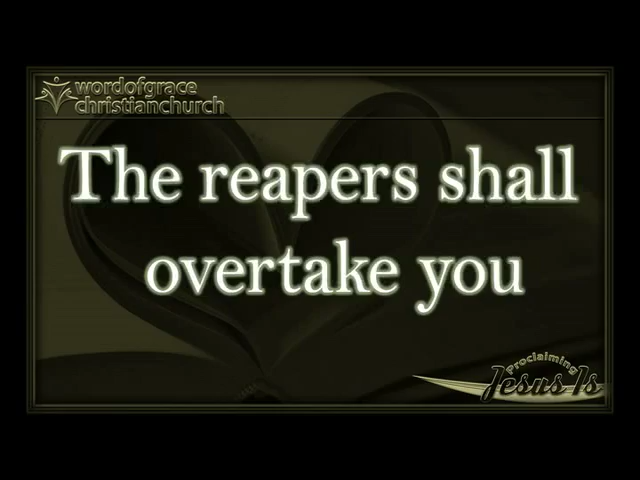 wordofgrace
christianchurch
The reapers shall
overtake you
Proclaiming
Jesus Is